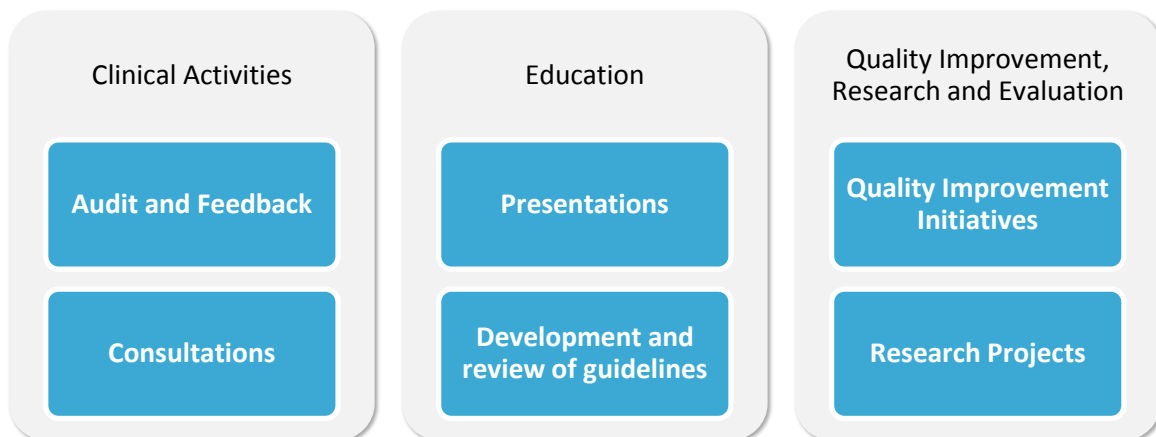 Clinical Activities
Audit and Feedback
Consultations
Education
Presentations
Development and
review of guidelines
Quality Improvement,
Research and Evaluation
Quality Improvement
Initiatives
Research Projects